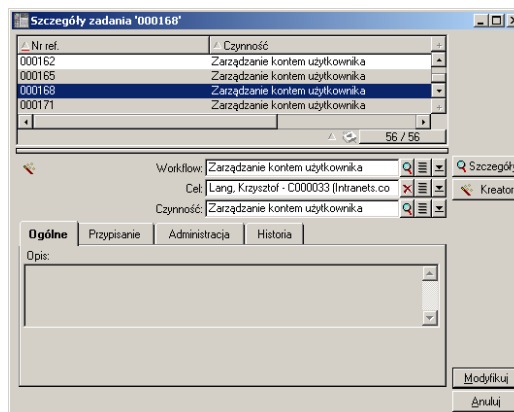 Szczegóły zadania '000168'
Nr ref. Czynność
000162 Zarządzanie kontem użytkownika
000165 Zarządzanie kontem użytkownika
000168 Zarządzanie kontem użytkownika
000171 Zarządzanie kontem użytkownika
56 / 56
Workflow: Zarządzanie kontem użytkownika
Szczegóły
Cel: Lang, Krzysztof - C000033 (Intranets.co
Kreator
Czynność: Zarządzanie kontem użytkownika
Ogólne Przypisanie Administracja Historia
Opis:
Modyfikuj
Anuluj